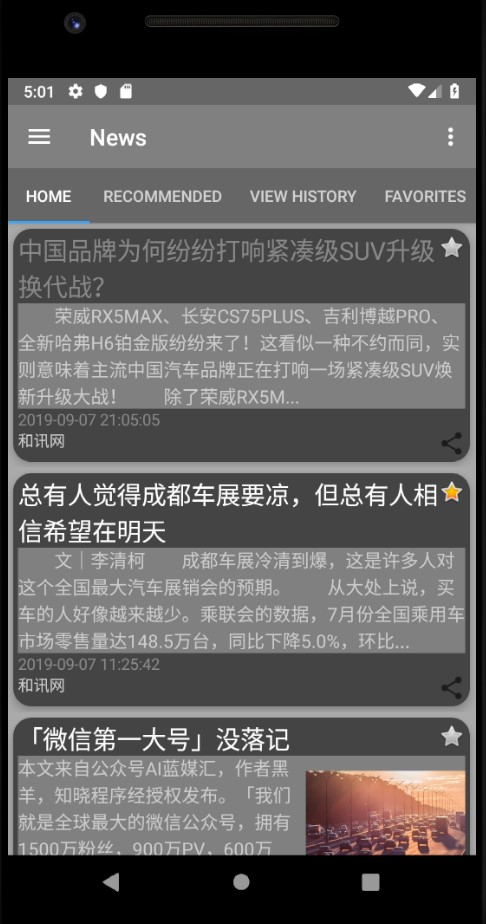 5:01
News
HOME RECOMMENDED VIEW HISTORY FAVORITES
中国品牌为何纷纷打响紧凑级SUV升级
换代战？
荣威RX5MAX、长安CS75PLUS、吉利博越PRO、
全新哈弗H6铂金版纷纷来了！这看似一种不约而同，实
则意味着主流中国汽车品牌正在打响一场紧凑级SUV焕
新升级大战！ 除了荣威RX5M...
2019-09-07 21:05:05
和讯网
总有人觉得成都车展要凉，但总有人相
信希望在明天
文｜李清柯 成都车展冷清到爆，这是许多人对
这个全国最大汽车展销会的预期。 从大处上说，买
车的人好像越来越少。乘联会的数据，7月份全国乘用车
市场零售量达148.5万台，同比下降5.0%，环比...
2019-09-07 11:25:42
和讯网
「微信第一大号」没落记
本文来自公众号AI蓝媒汇，作者黑
羊，知晓程序经授权发布。「我们
就是全球最大的微信公众号，拥有
1500万粉丝，900万PV，600万